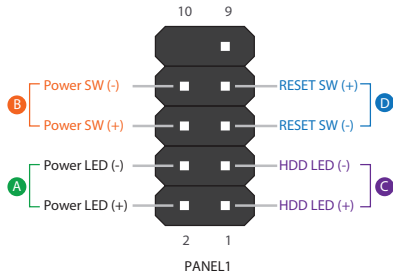 10 9
Power SW (-) RESET SW (+)
B D
Power SW (+) RESET SW (-)
Power LED (-) HDD LED (-)
A C
Power LED (+) HDD LED (+)
2 1
PANEL1